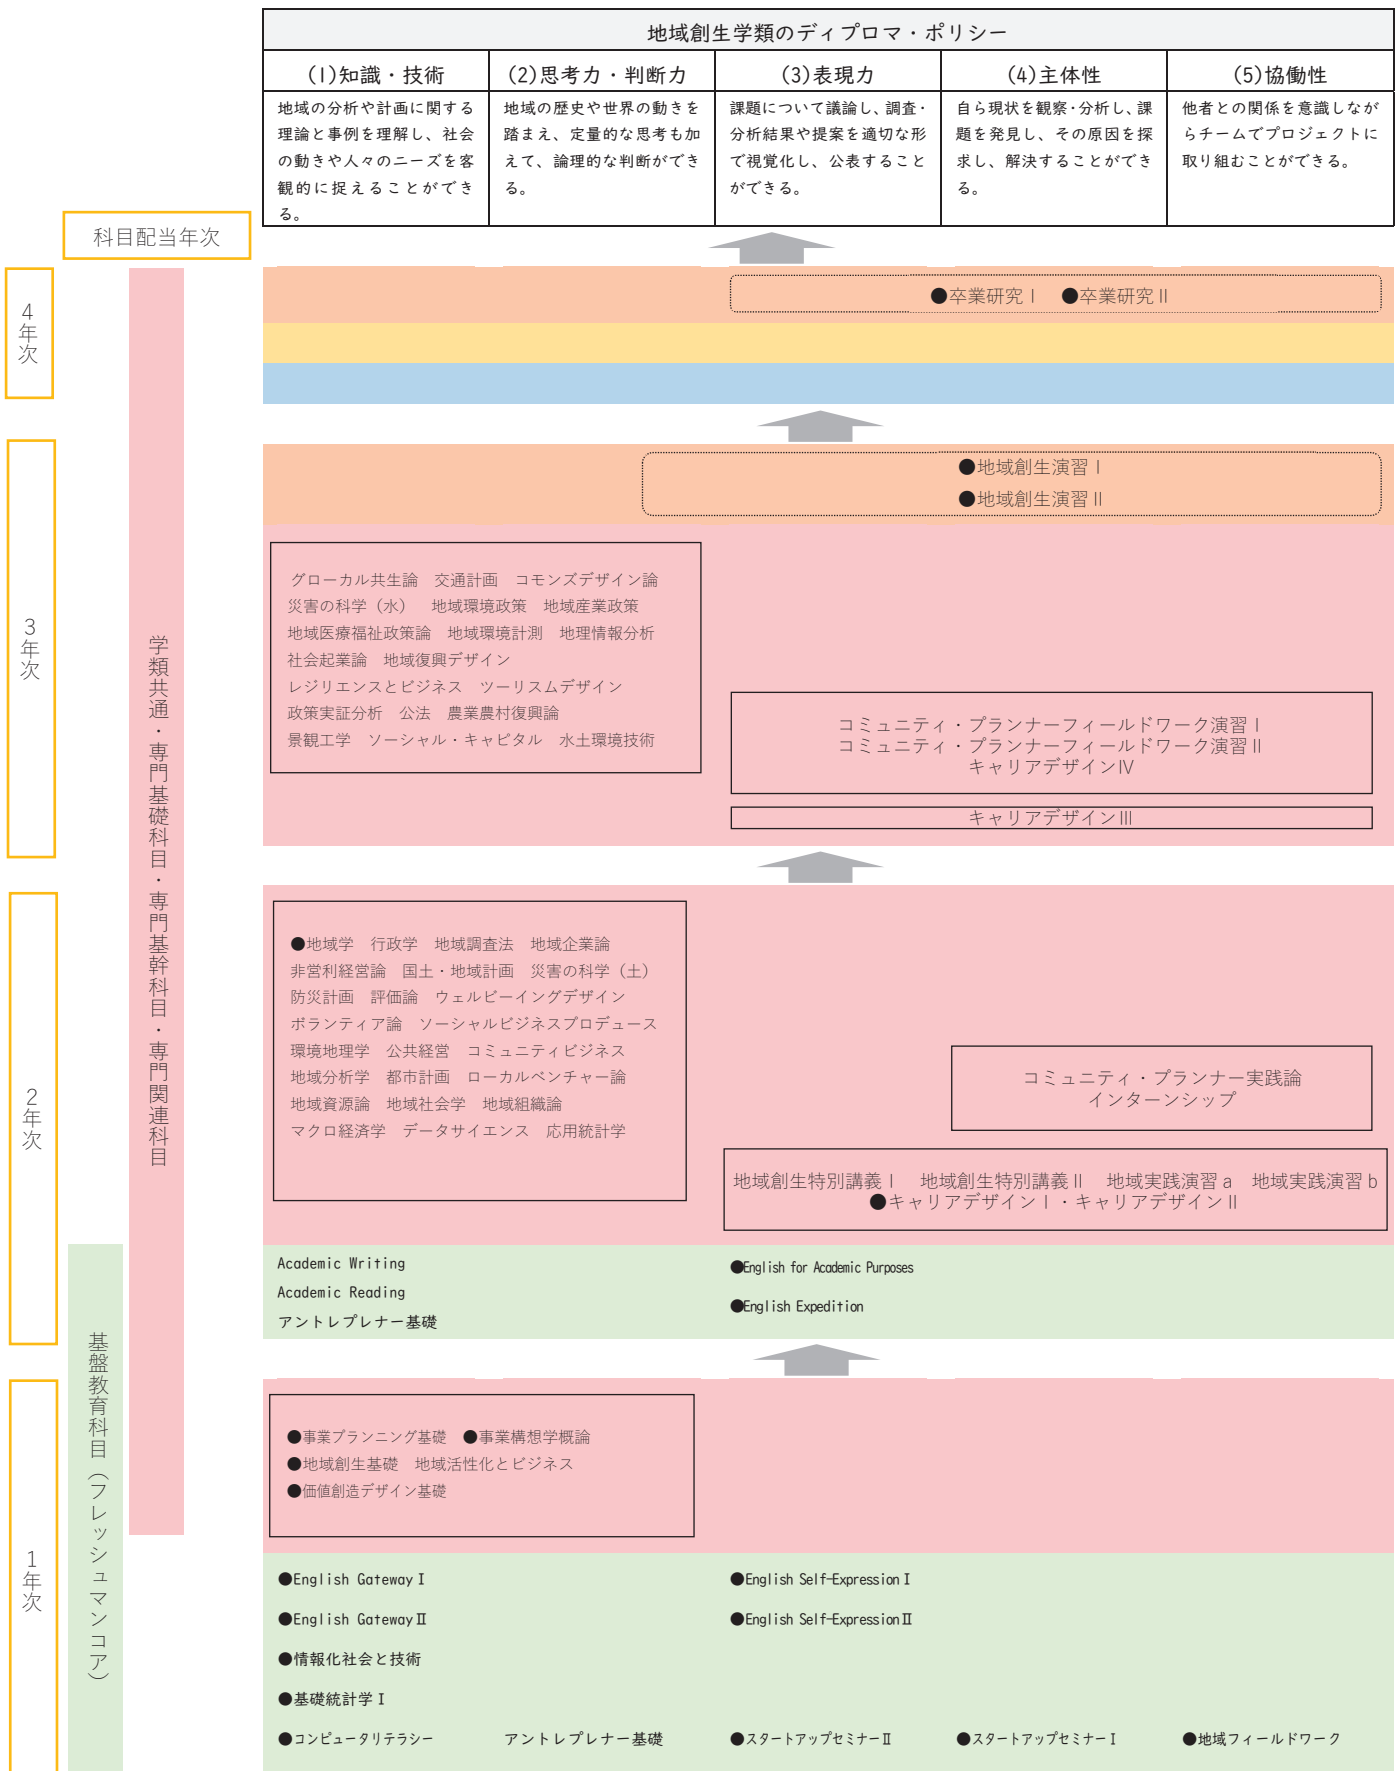 地域創生学類のディプロマ・ポリシー
(1)知識・技術
(2)思考力・判断力
(3)表現力
(4)主体性
(5)協働性
地域の分析や計画に関する
理論と事例を理解し、社会
の動きや人々のニーズを客
観的に捉えることができ
る。
地域の歴史や世界の動きを
踏まえ、定量的な思考も加
えて、論理的な判断ができ
る。
課題について議論し、調査・
分析結果や提案を適切な形
で視覚化し、公表すること
ができる。
自ら現状を観察・分析し、課
題を発見し、その原因を探
求し、解決することができ
る。
他者との関係を意識しなが
らチームでプロジェクトに
取り組むことができる。
科目配当年次
4年次
●卒業研究Ⅰ ●卒業研究Ⅱ
3年次
●地域創生演習Ⅰ
●地域創生演習Ⅱ
学類共通・専門基礎科目・専門基幹科目・専門関連科目
グローカル共生論 交通計画 コモンズデザイン論
災害の科学(水) 地域環境政策 地域産業政策
地域医療福祉政策論 地域環境計測 地理情報分析
社会起業論 地域復興デザイン
レジリエンスとビジネス ツーリズムデザイン
政策実証分析 公法 農業農村復興論
景観工学 ソーシャル・キャピタル 水土環境技術
コミュニティ・プランナーフィールドワーク演習Ⅰ
コミュニティ・プランナーフィールドワーク演習Ⅱ
キャリアデザインⅣ
キャリアデザインⅢ
2年次
●地域学 行政学 地域調査法 地域企業論
非営利経営論 国土・地域計画 災害の科学(土)
防災計画 評価論 ウェルビーイングデザイン
ボランティア論 ソーシャルビジネスプロデュース
環境地理学 公共経営 コミュニティビジネス
地域分析学 都市計画 ローカルベンチャー論
地域資源論 地域社会学 地域組織論
マクロ経済学 データサイエンス 応用統計学
コミュニティ・プランナー実践論
インターンシップ
地域創生特別講義Ⅰ 地域創生特別講義Ⅱ 地域実践演習a 地域実践演習b
●キャリアデザインⅠ・キャリアデザインⅡ
Academic Writing
Academic Reading
アントレプレナー基礎
●English for Academic Purposes
●English Expedition
基盤教育科目(フレッシュマンコア)
1年次
●事業プランニング基礎 ●事業構想学概論
●地域創生基礎 地域活性化とビジネス
●価値創造デザイン基礎
●English GatewayⅠ
●English Self-ExpressionⅠ
●English GatewayⅡ
●English Self-ExpressionⅡ
●情報化社会と技術
●基礎統計学Ⅰ
●コンピュータリテラシー
アントレプレナー基礎
●スタートアップセミナーⅡ
●スタートアップセミナーⅠ
●地域フィールドワーク